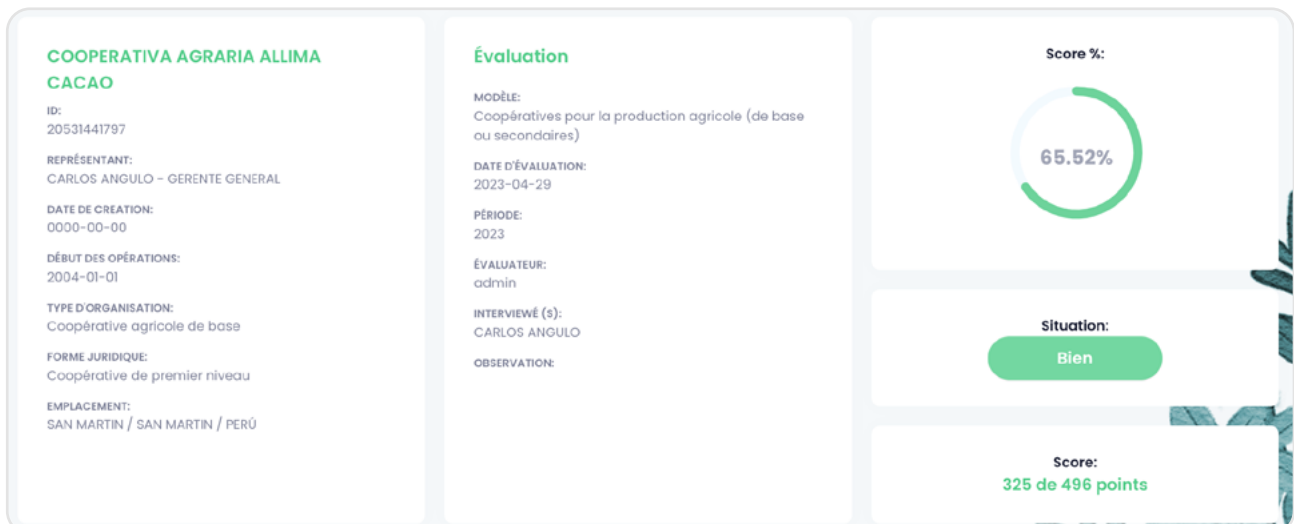 COOPERATIVA AGRARIA ALLIMA
CACAO
ID:
20531441797
REPRÉSENTANT:
CARLOS ANGULO - GERENTE GENERAL
DATE DE CREATION:
0000-00-00
DÉBUT DES OPÉRATIONS:
2004-01-01
TYPE D'ORGANISATION:
Coopérative agricole de base
FORME JURIDIQUE:
Coopérative de premier niveau
EMPLACEMENT:
SAN MARTIN / SAN MARTIN / PERÚ
Évaluation
MODÈLE:
Coopératives pour la production agricole (de base
ou secondaires)
DATE D'ÉVALUATION:
2023-04-29
PÉRIODE:
2023
ÉVALUATEUR:
admin
INTERVIEWÉ (S):
CARLOS ANGULO
OBSERVATION:
Score %:
65.52%
Situation:
Bien
Score:
325 de 496 points